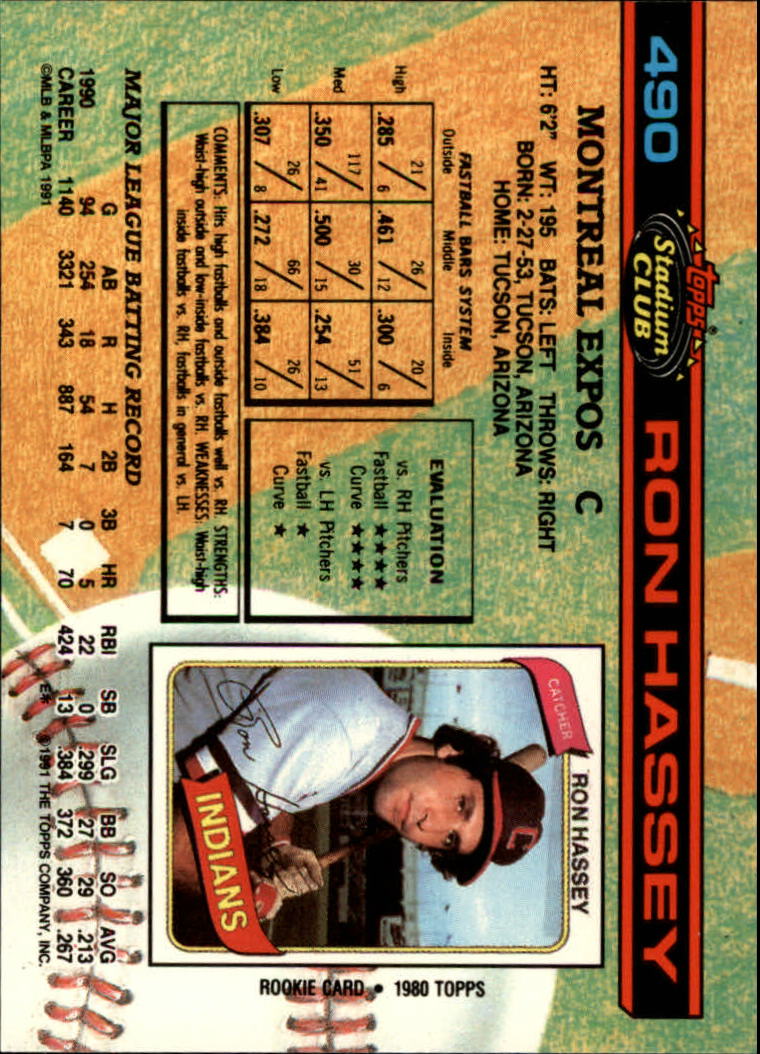 490
Topps®
Stadium
CLUB
RON HASSEY
MONTREAL EXPOS C
HT: 6'2" WT: 195 BATS: LEFT THROWS: RIGHT
BORN: 2-27-53, TUCSON, ARIZONA
HOME: TUCSON, ARIZONA
FASTBALL BARS SYSTEM
Outside Middle Inside
High .285 21/6 .461 26/12 .300 20/6
Med .350 117/41 .500 30/15 .254 51/13
Low .307 26/8 .272 66/18 .384 26/10
EVALUATION
vs. RH Pitchers
Fastball ★★★★
Curve ★★★★
vs. LH Pitchers
Fastball ★
Curve ★
COMMENTS: Hits high fastballs and outside fastballs well vs. RH. STRENGTHS:
Waist-high outside and low-inside fastballs vs. RH. WEAKNESSES: Waist-high
inside fastballs vs. RH, fastballs in general vs. LH
MAJOR LEAGUE BATTING RECORD
G AB R H 2B 3B HR RBI SB SLG BB SO AVG
1990 94 254 18 54 7 0 5 22 0 .299 27 29 .213
CAREER 1140 3321 343 887 164 7 70 424 13 .384 372 360 .267
©MLB & MLBPA 1991
E* ©1991 THE TOPPS COMPANY, INC.
RON HASSEY
CATCHER
C
Ron Hassey
INDIANS
ROOKIE CARD • 1980 TOPPS